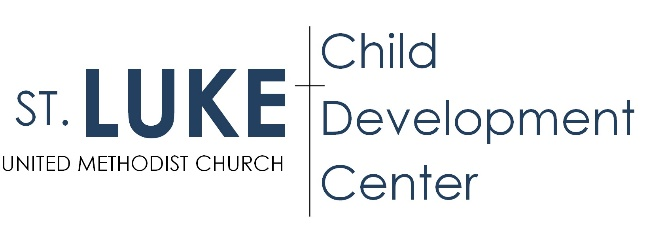 ST. LUKE
UNITED METHODIST CHURCH
Child
Development
Center